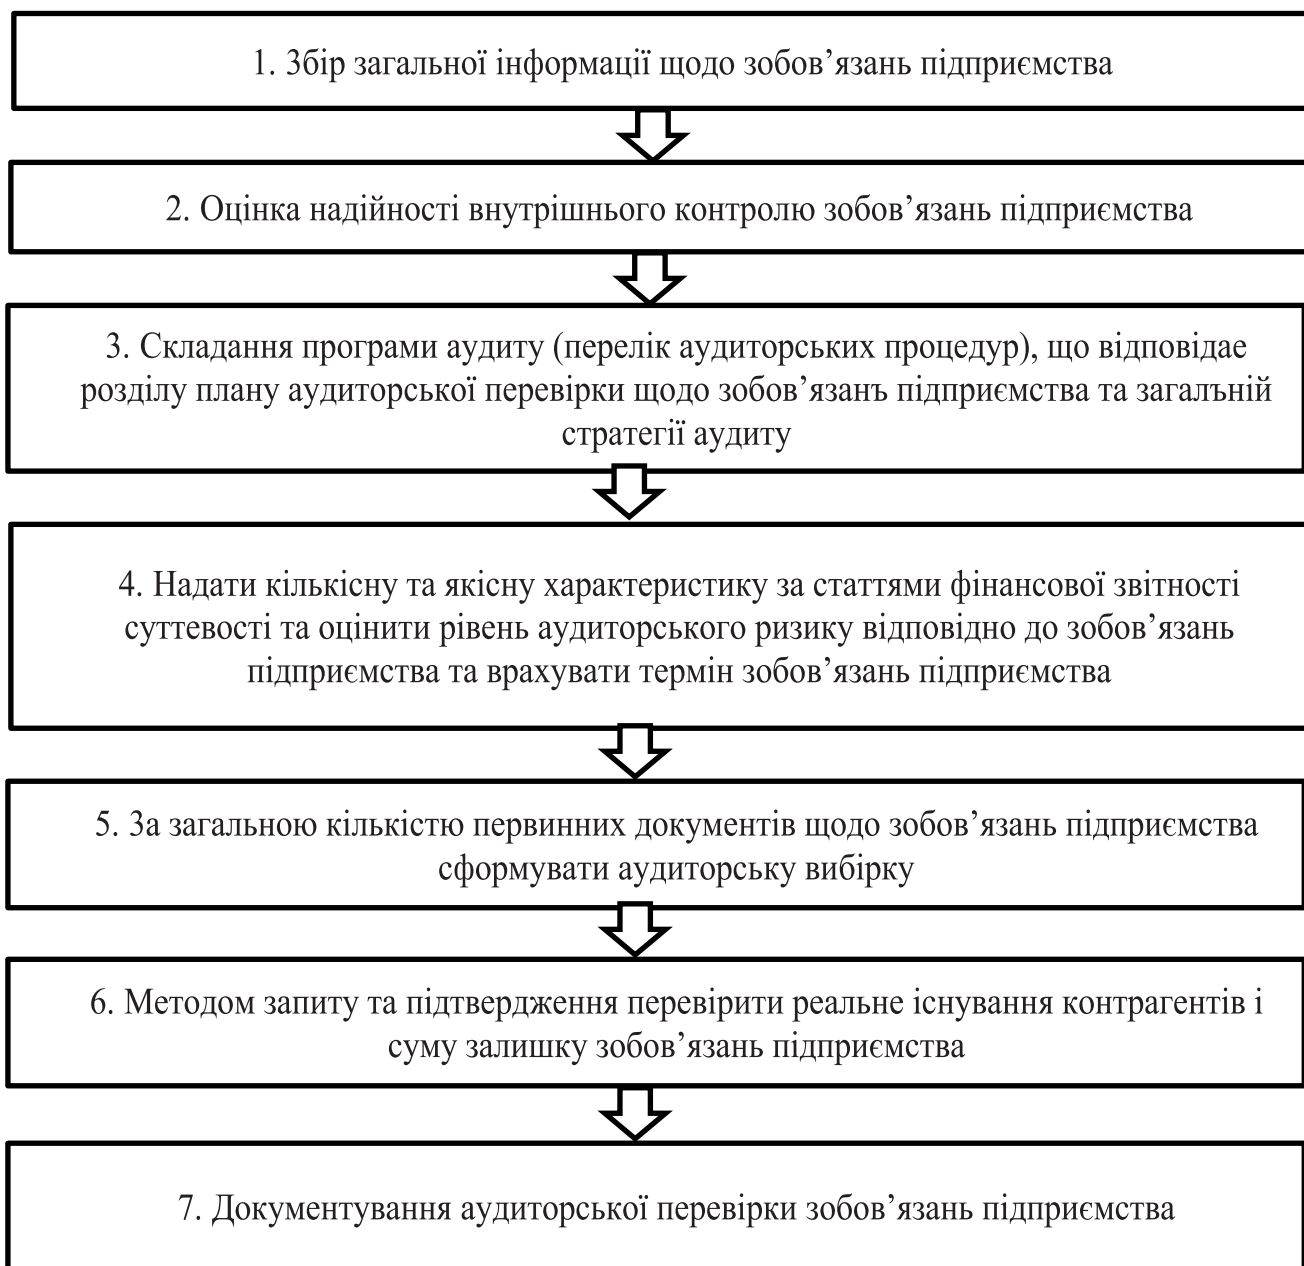 1. Збір загальної інформації щодо зобов’язань підприємства
2. Оцінка надійності внутрішнього контролю зобов’язань підприємства
3. Складання програми аудиту (перелік аудиторських процедур), що відповідає
розділу плану аудиторської перевірки щодо зобов’язанъ підприємства та загалъній
стратегії аудиту
4. Надати кількісну та якісну характеристику за статтями фінансової звітності
суттєвості та оцінити рівень аудиторського ризику відповідно до зобов’язань
підприємства та врахувати термін зобов’язань підприємства
5. За загальною кількістю первинних документів щодо зобов’язань підприємства
сформувати аудиторську вибірку
6. Методом запиту та підтвердження перевірити реальне існування контрагентів і
суму залишку зобов’язань підприємства
7. Документування аудиторської перевірки зобов’язань підприємства